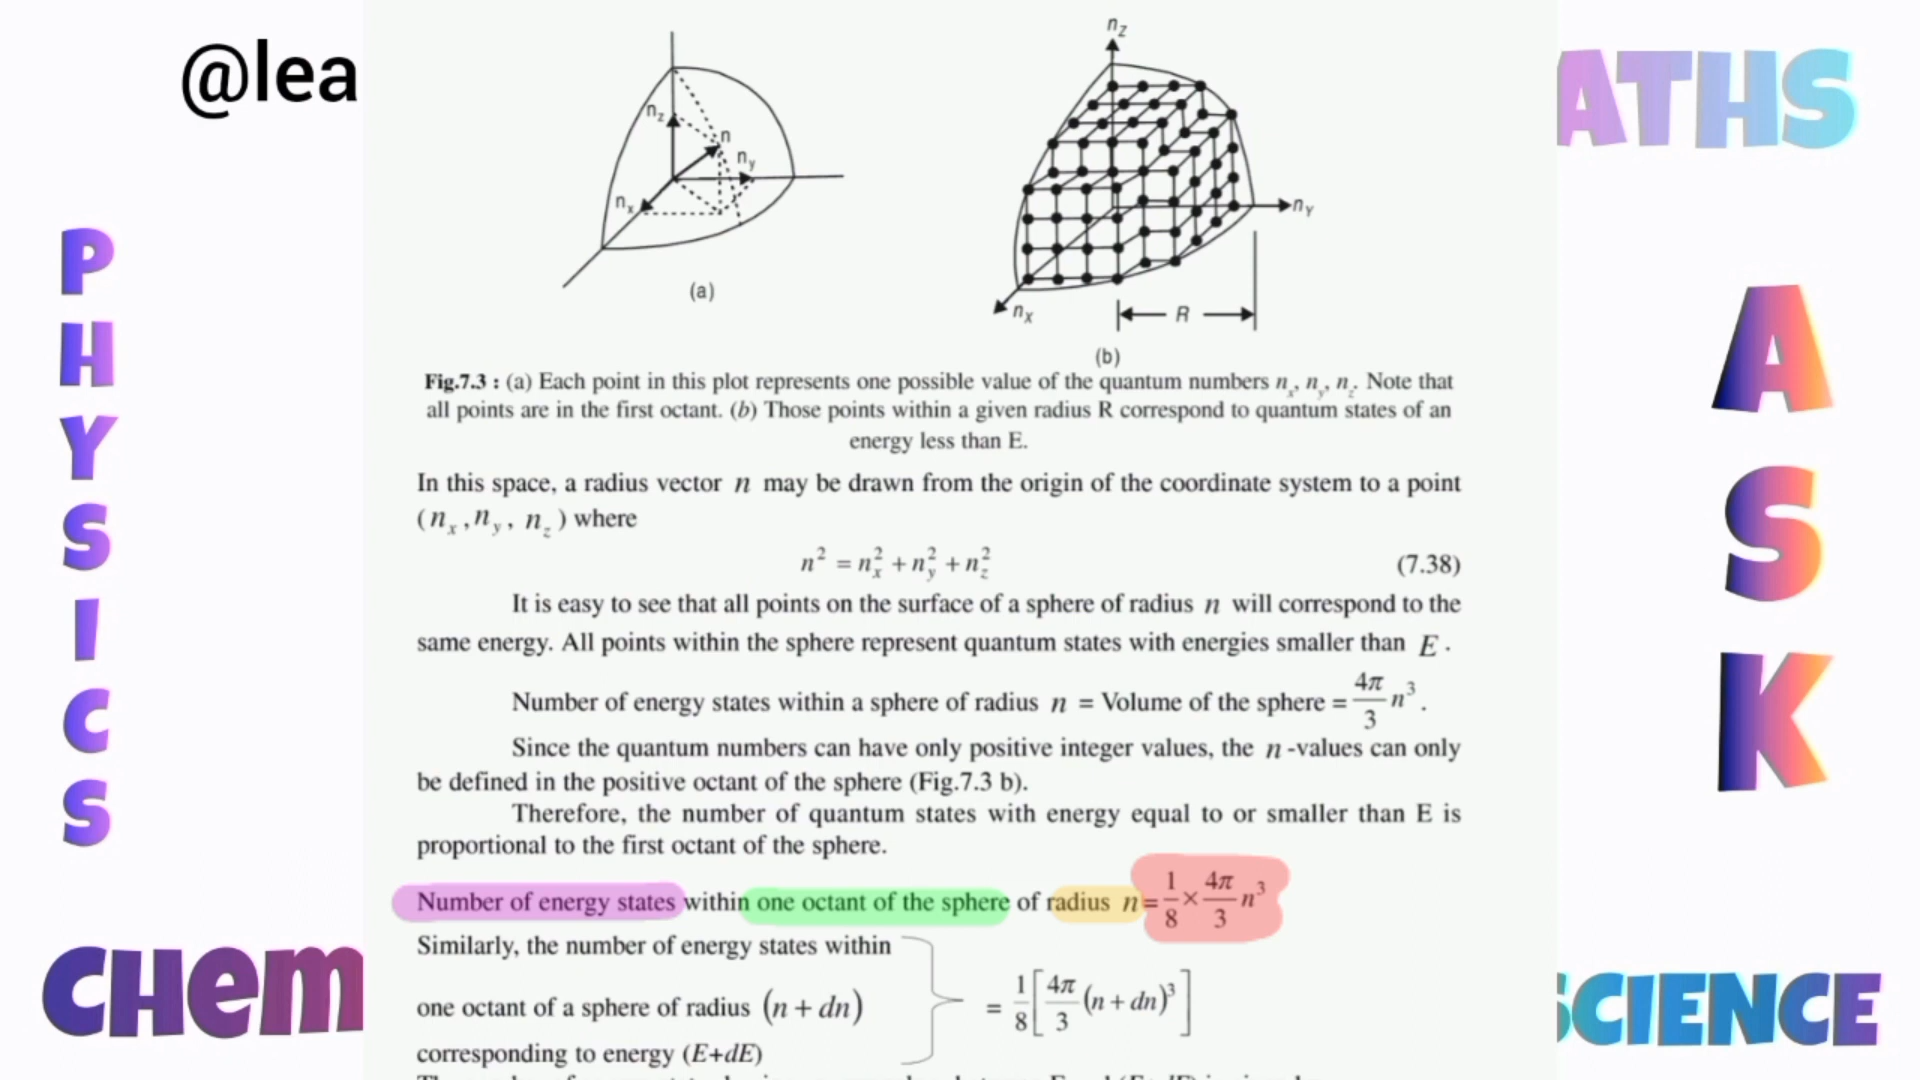 @lea
ATHS
PHYSICS
ASK
CHem
SCIENCE
n_z
n
n_y
n_x
(a)
n_Z
n_Y
n_X
R
(b)
Fig.7.3 : (a) Each point in this plot represents one possible value of the quantum numbers n_x, n_y, n_z. Note that
all points are in the first octant. (b) Those points within a given radius R correspond to quantum states of an
energy less than E.
In this space, a radius vector n may be drawn from the origin of the coordinate system to a point
(n_x, n_y, n_z) where
n² = n_x² + n_y² + n_z² (7.38)
It is easy to see that all points on the surface of a sphere of radius n will correspond to the
same energy. All points within the sphere represent quantum states with energies smaller than E.
Number of energy states within a sphere of radius n = Volume of the sphere = 4π/3 n³.
Since the quantum numbers can have only positive integer values, the n-values can only
be defined in the positive octant of the sphere (Fig.7.3 b).
Therefore, the number of quantum states with energy equal to or smaller than E is
proportional to the first octant of the sphere.
Number of energy states within one octant of the sphere of radius n = 1/8 × 4π/3 n³
Similarly, the number of energy states within
one octant of a sphere of radius (n + dn) = 1/8 [4π/3 (n + dn)³]
corresponding to energy (E+dE)